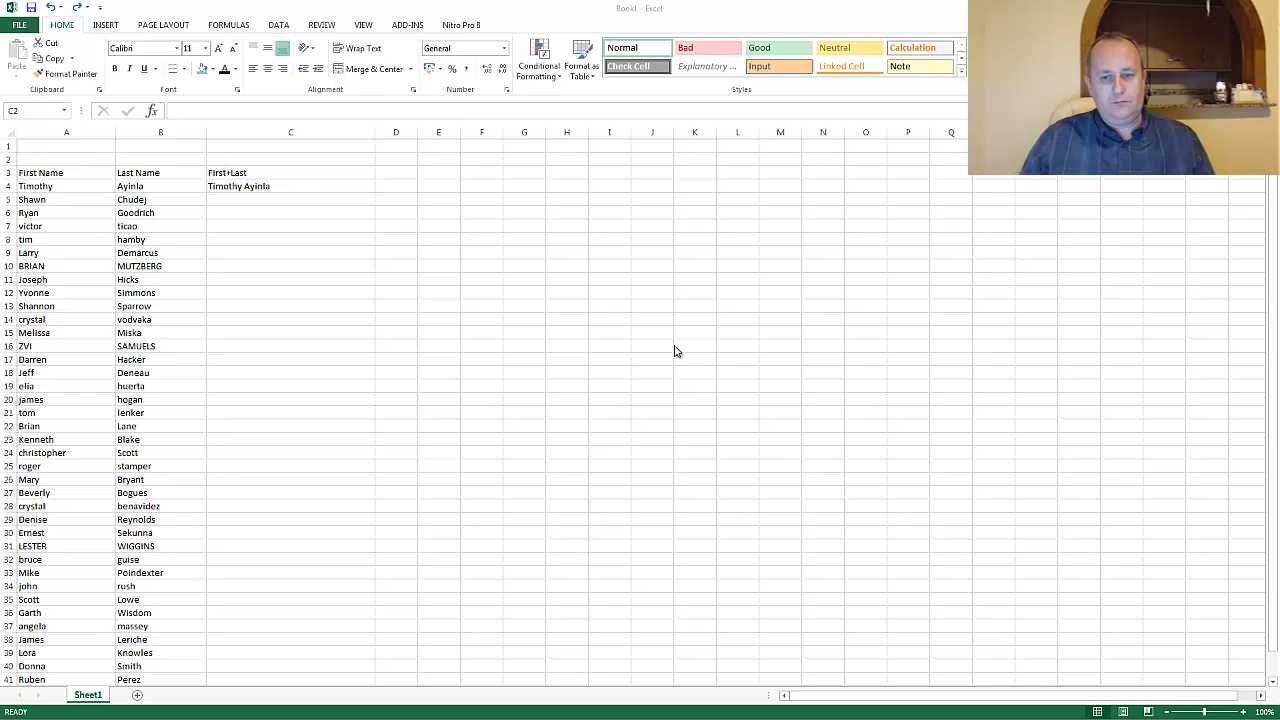 Book1 - Excel
FILE HOME INSERT PAGE LAYOUT FORMULAS DATA REVIEW VIEW ADD-INS Nitro Pro 8
Paste
Cut
Copy
Format Painter
Clipboard
Calibri 11
B I U
Font
Wrap Text
Merge & Center
Alignment
General
$ % ,
Number
Conditional Formatting
Format as Table
Normal Bad Good Neutral Calculation
Check Cell Explanatory ... Input Linked Cell Note
Styles
C2
fx
A B C D E F G H I J K L M N O P Q
1
2
3 First Name Last Name First+Last
4 Timothy Ayinla Timothy Ayinla
5 Shawn Chudej
6 Ryan Goodrich
7 victor ticao
8 tim hamby
9 Larry Demarcus
10 BRIAN MUTZBERG
11 Joseph Hicks
12 Yvonne Simmons
13 Shannon Sparrow
14 crystal vodvaka
15 Melissa Miska
16 ZVI SAMUELS
17 Darren Hacker
18 Jeff Deneau
19 elia huerta
20 james hogan
21 tom lenker
22 Brian Lane
23 Kenneth Blake
24 christopher Scott
25 roger stamper
26 Mary Bryant
27 Beverly Bogues
28 crystal benavidez
29 Denise Reynolds
30 Ernest Sekunna
31 LESTER WIGGINS
32 bruce guise
33 Mike Poindexter
34 john rush
35 Scott Lowe
36 Garth Wisdom
37 angela massey
38 James Leriche
39 Lora Knowles
40 Donna Smith
41 Ruben Perez
Sheet1
READY
100%